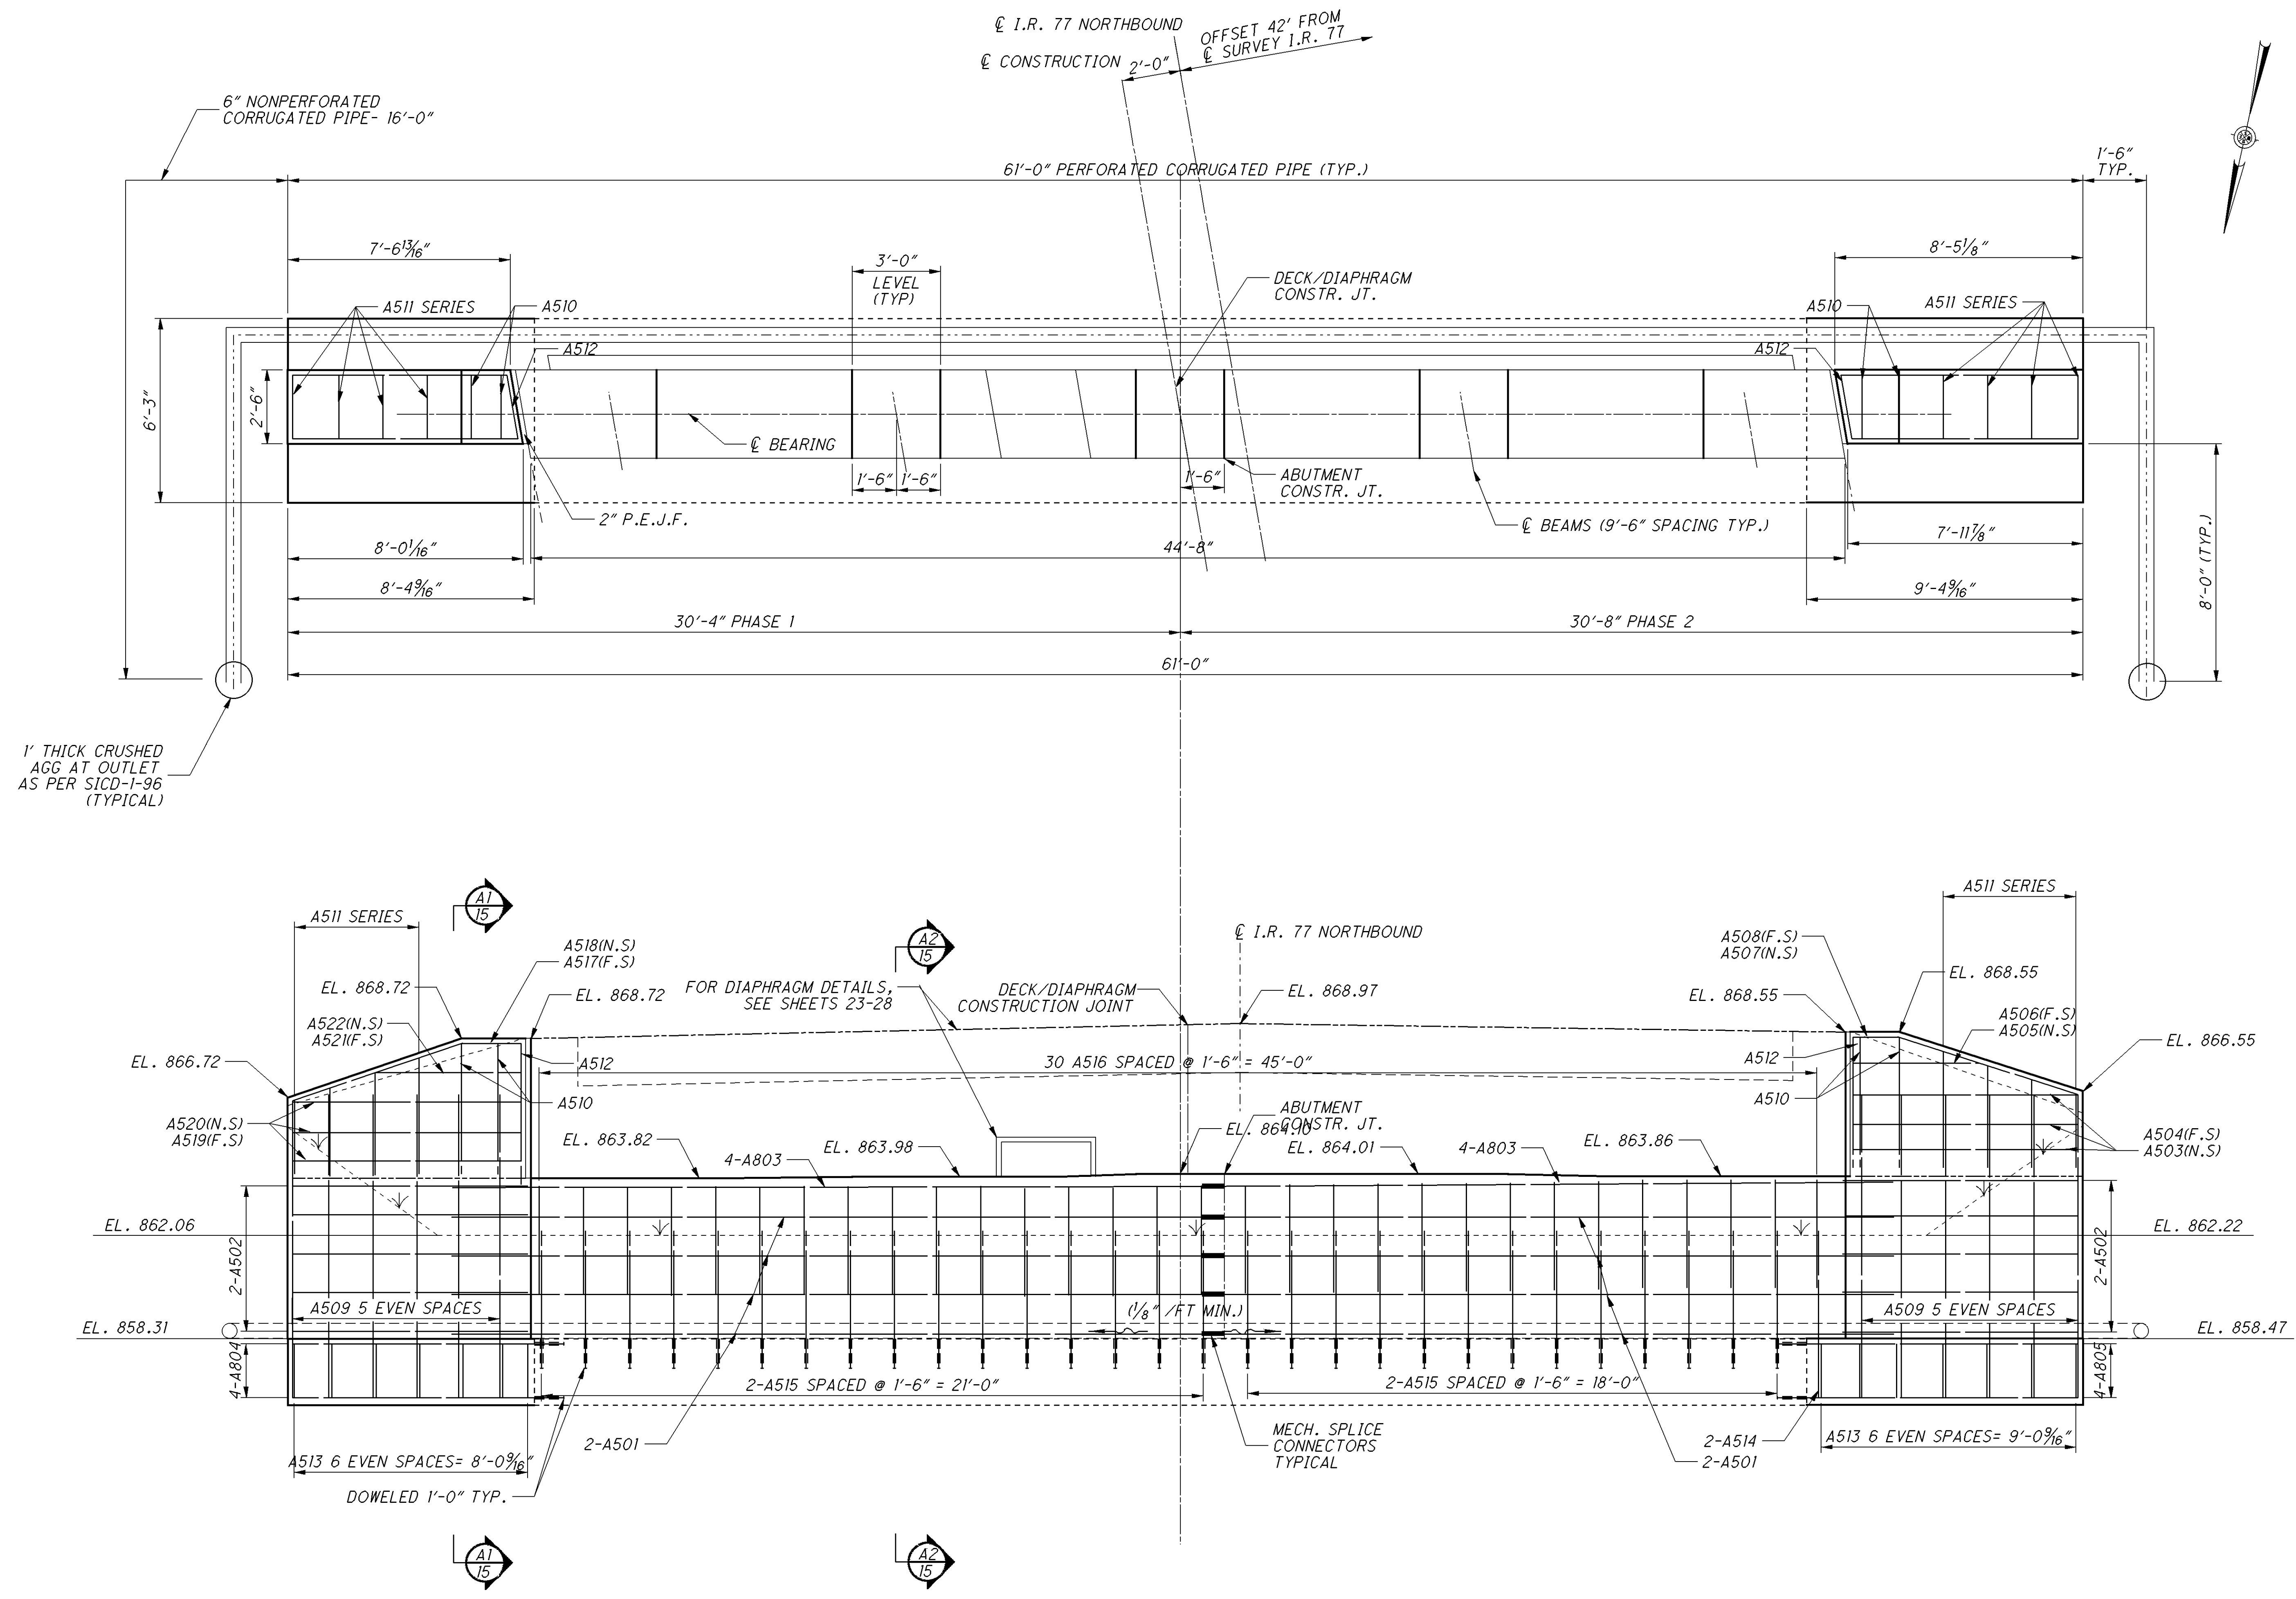 ℄ I.R. 77 NORTHBOUND
OFFSET 42' FROM
℄ SURVEY I.R. 77
℄ CONSTRUCTION
2'-0"
6" NONPERFORATED
CORRUGATED PIPE- 16'-0"
61'-0" PERFORATED CORRUGATED PIPE (TYP.)
1'-6"
TYP.
7'-6 13/16"
3'-0"
LEVEL
(TYP)
DECK/DIAPHRAGM
CONSTR. JT.
8'-5 1/8"
A511 SERIES
A510
A512
A510
A511 SERIES
A512
6'-3"
2'-6"
℄ BEARING
1'-6"
1'-6"
1'-6"
ABUTMENT
CONSTR. JT.
2" P.E.J.F.
℄ BEAMS (9'-6" SPACING TYP.)
8'-0 1/16"
44'-8"
7'-11 7/8"
8'-0" (TYP.)
8'-4 9/16"
9'-4 9/16"
30'-4" PHASE 1
30'-8" PHASE 2
61'-0"
1' THICK CRUSHED
AGG AT OUTLET
AS PER SICD-1-96
(TYPICAL)
A1
15
A2
15
A511 SERIES
A518(N.S)
A517(F.S)
EL. 868.72
EL. 868.72
A522(N.S)
A521(F.S)
EL. 866.72
A512
A510
A520(N.S)
A519(F.S)
FOR DIAPHRAGM DETAILS,
SEE SHEETS 23-28
DECK/DIAPHRAGM
CONSTRUCTION JOINT
℄ I.R. 77 NORTHBOUND
EL. 868.97
A511 SERIES
A508(F.S)
A507(N.S)
EL. 868.55
EL. 868.55
A506(F.S)
A505(N.S)
EL. 866.55
A512
A510
A504(F.S)
A503(N.S)
30 A516 SPACED @ 1'-6" = 45'-0"
ABUTMENT
CONSTR. JT.
EL. 863.82
4-A803
EL. 863.98
EL. 864.10
EL. 864.01
4-A803
EL. 863.86
EL. 862.06
EL. 862.22
2-A502
2-A502
A509 5 EVEN SPACES
(1/8" /FT MIN.)
A509 5 EVEN SPACES
EL. 858.31
EL. 858.47
4-A804
4-A805
2-A515 SPACED @ 1'-6" = 21'-0"
2-A515 SPACED @ 1'-6" = 18'-0"
2-A501
MECH. SPLICE
CONNECTORS
TYPICAL
2-A514
2-A501
A513 6 EVEN SPACES= 8'-0 9/16"
A513 6 EVEN SPACES= 9'-0 9/16"
DOWELED 1'-0" TYP.
A1
15
A2
15